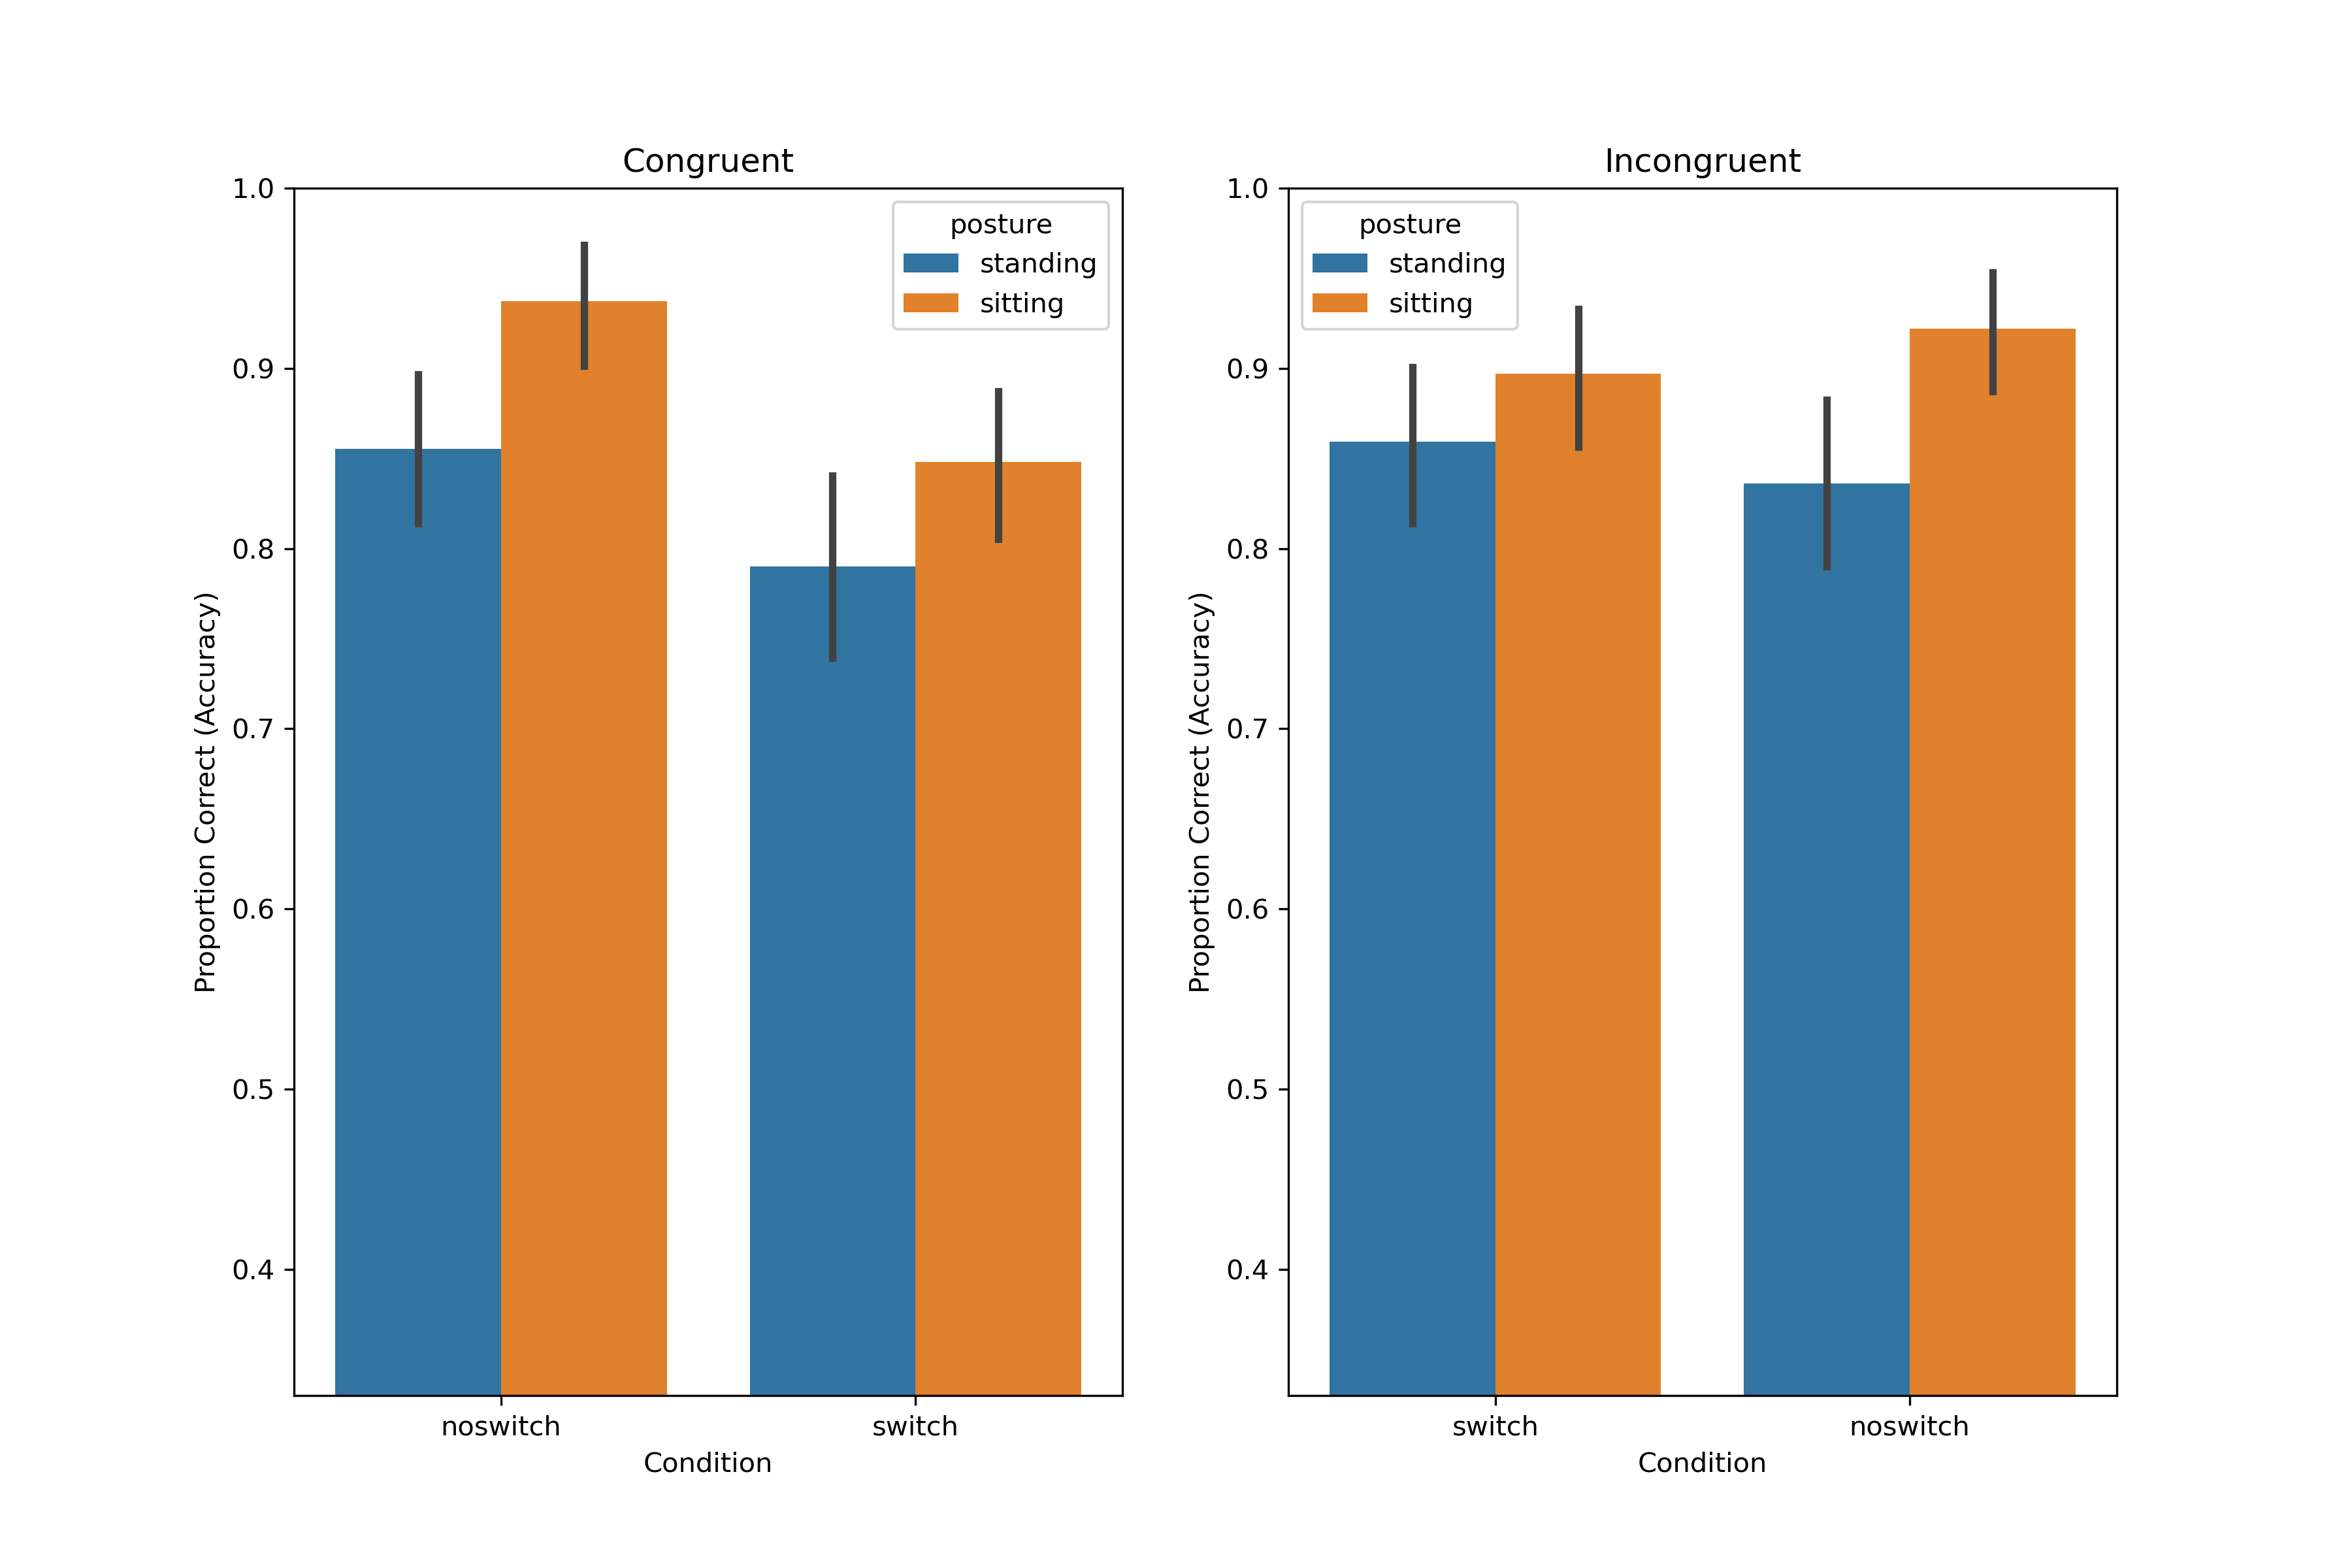 Congruent
1.0
0.9
0.8
0.7
0.6
0.5
0.4
Proportion Correct (Accuracy)
posture
standing
sitting
noswitch
switch
Condition
Incongruent
1.0
0.9
0.8
0.7
0.6
0.5
0.4
Proportion Correct (Accuracy)
posture
standing
sitting
switch
noswitch
Condition